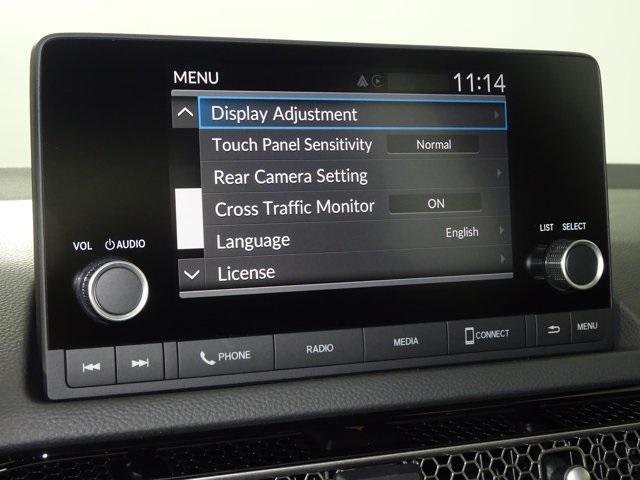 MENU 11:14
Display Adjustment
Touch Panel Sensitivity Normal
Rear Camera Setting
Cross Traffic Monitor ON
Language English
License
VOL AUDIO
LIST SELECT
PHONE RADIO MEDIA CONNECT MENU